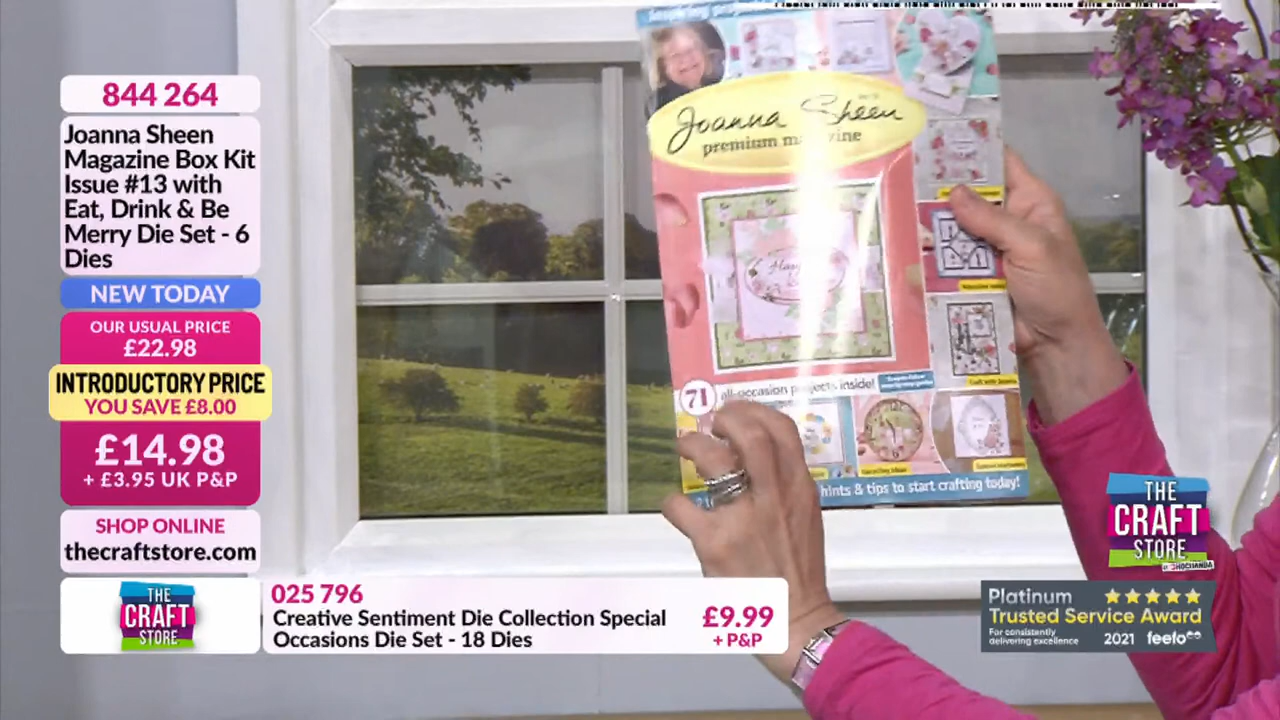 844 264
Joanna Sheen
Magazine Box Kit
Issue #13 with
Eat, Drink & Be
Merry Die Set - 6
Dies
NEW TODAY
OUR USUAL PRICE
£22.98
INTRODUCTORY PRICE
YOU SAVE £8.00
£14.98
+ £3.95 UK P&P
SHOP ONLINE
thecraftstore.com
THE
CRAFT
STORE
025 796
Creative Sentiment Die Collection Special
Occasions Die Set - 18 Dies
£9.99
+ P&P
Joanna Sheen
premium magazine
71 all-occasion projects inside!
hints & tips to start crafting today!
THE
CRAFT
STORE
HOCHANDA
Platinum
Trusted Service Award
For consistently
delivering excellence
2021 feefo